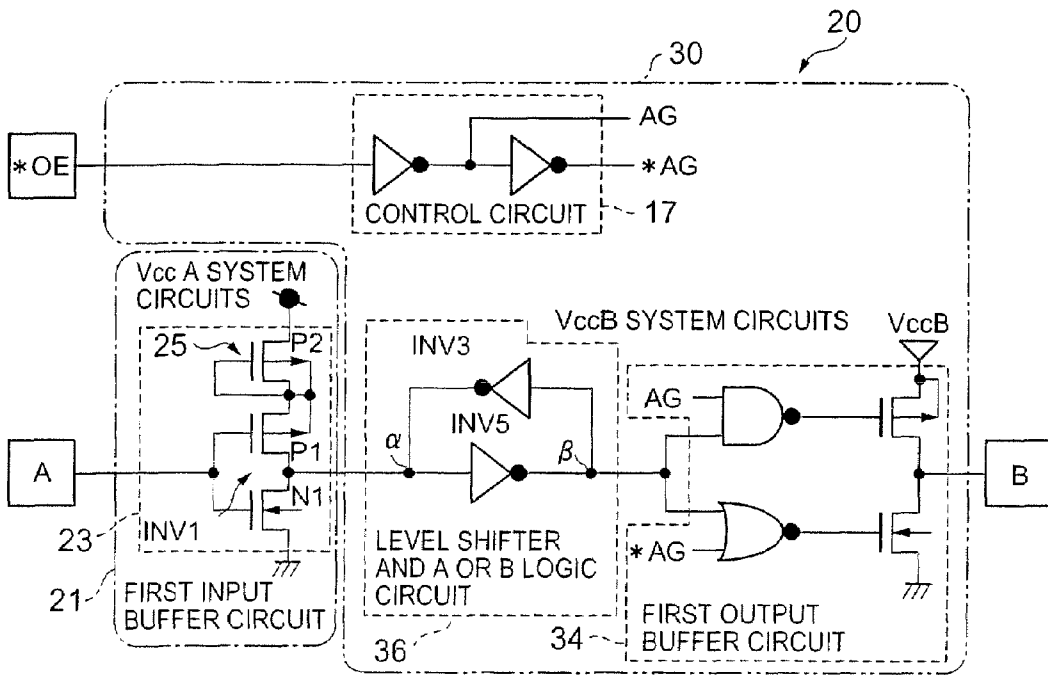 20
30
AG
*OE
*AG
CONTROL CIRCUIT
17
Vcc A SYSTEM
CIRCUITS
VccB SYSTEM CIRCUITS
VccB
25
P2
INV3
AG
INV5
A
P1
α
β
B
N1
23
INV1
*AG
21
FIRST INPUT
BUFFER CIRCUIT
LEVEL SHIFTER
AND A OR B LOGIC
CIRCUIT
36
FIRST OUTPUT
BUFFER CIRCUIT
34